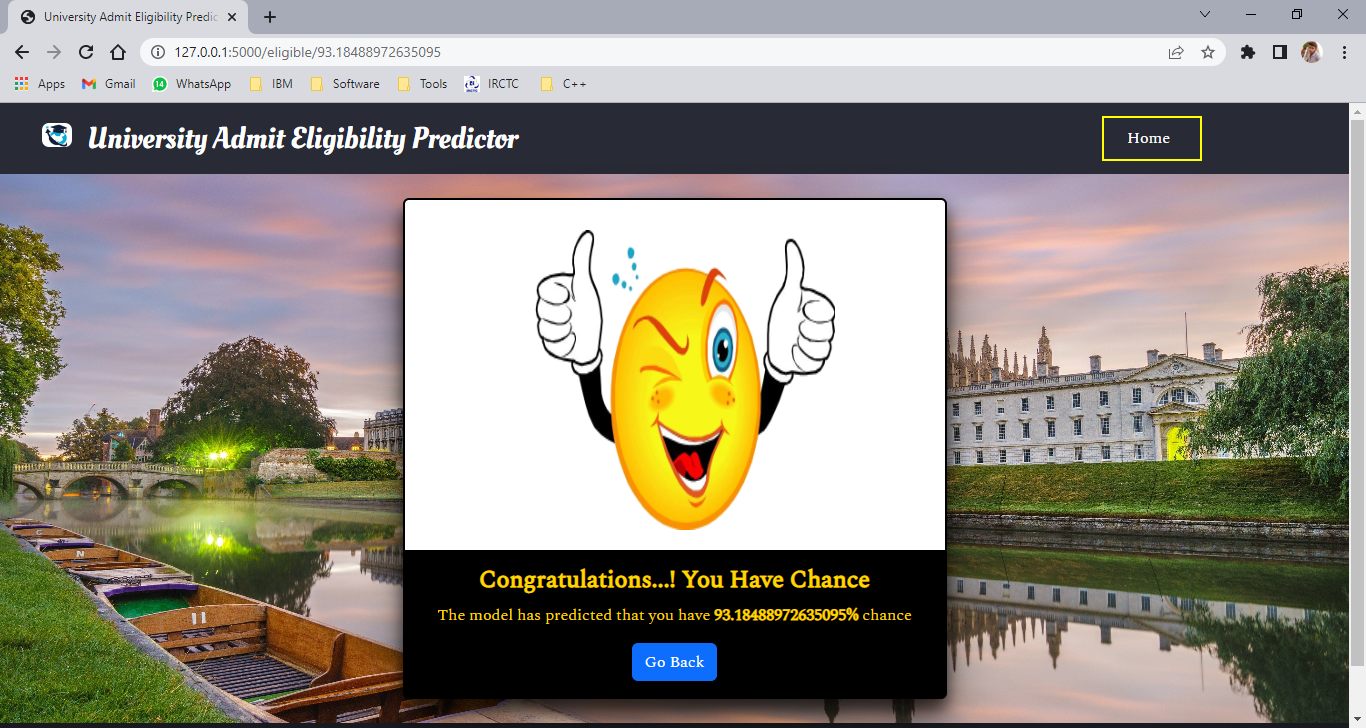 University Admit Eligibility Predic
127.0.0.1:5000/eligible/93.18488972635095
Apps Gmail 14 WhatsApp IBM Software Tools IRCTC C++
University Admit Eligibility Predictor
Home
N
11
Congratulations...! You Have Chance
The model has predicted that you have 93.18488972635095% chance
Go Back